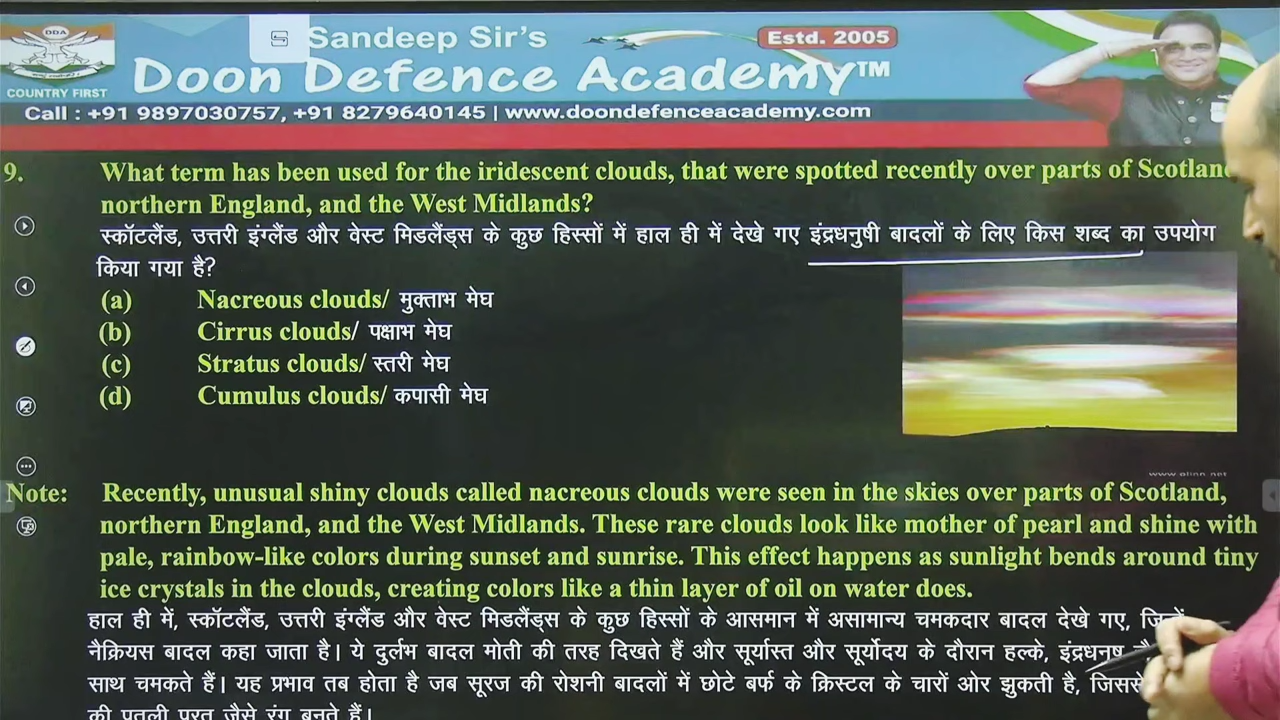 DDA
COUNTRY FIRST
Sandeep Sir's
Estd. 2005
Doon Defence Academy™
Call : +91 9897030757, +91 8279640145 | www.doondefenceacademy.com
9. What term has been used for the iridescent clouds, that were spotted recently over parts of Scotland
northern England, and the West Midlands?
स्कॉटलैंड, उत्तरी इंग्लैंड और वेस्ट मिडलैंड्स के कुछ हिस्सों में हाल ही में देखे गए इंद्रधनुषी बादलों के लिए किस शब्द का उपयोग
किया गया है?
(a) Nacreous clouds/ मुक्ताभ मेघ
(b) Cirrus clouds/ पक्षाभ मेघ
(c) Stratus clouds/ स्तरी मेघ
(d) Cumulus clouds/ कपासी मेघ
Note: Recently, unusual shiny clouds called nacreous clouds were seen in the skies over parts of Scotland,
northern England, and the West Midlands. These rare clouds look like mother of pearl and shine with
pale, rainbow-like colors during sunset and sunrise. This effect happens as sunlight bends around tiny
ice crystals in the clouds, creating colors like a thin layer of oil on water does.
हाल ही में, स्कॉटलैंड, उत्तरी इंग्लैंड और वेस्ट मिडलैंड्स के कुछ हिस्सों के आसमान में असामान्य चमकदार बादल देखे गए,
नैक्रियस बादल कहा जाता है। ये दुर्लभ बादल मोती की तरह दिखते हैं और सूर्यास्त और सूर्योदय के दौरान हल्के, इंद्रधनुष
साथ चमकते हैं। यह प्रभाव तब होता है जब सूरज की रोशनी बादलों में छोटे बर्फ के क्रिस्टल के चारों ओर झुकती है, जिससे
की पतली परत जैसे रंग बनते हैं।